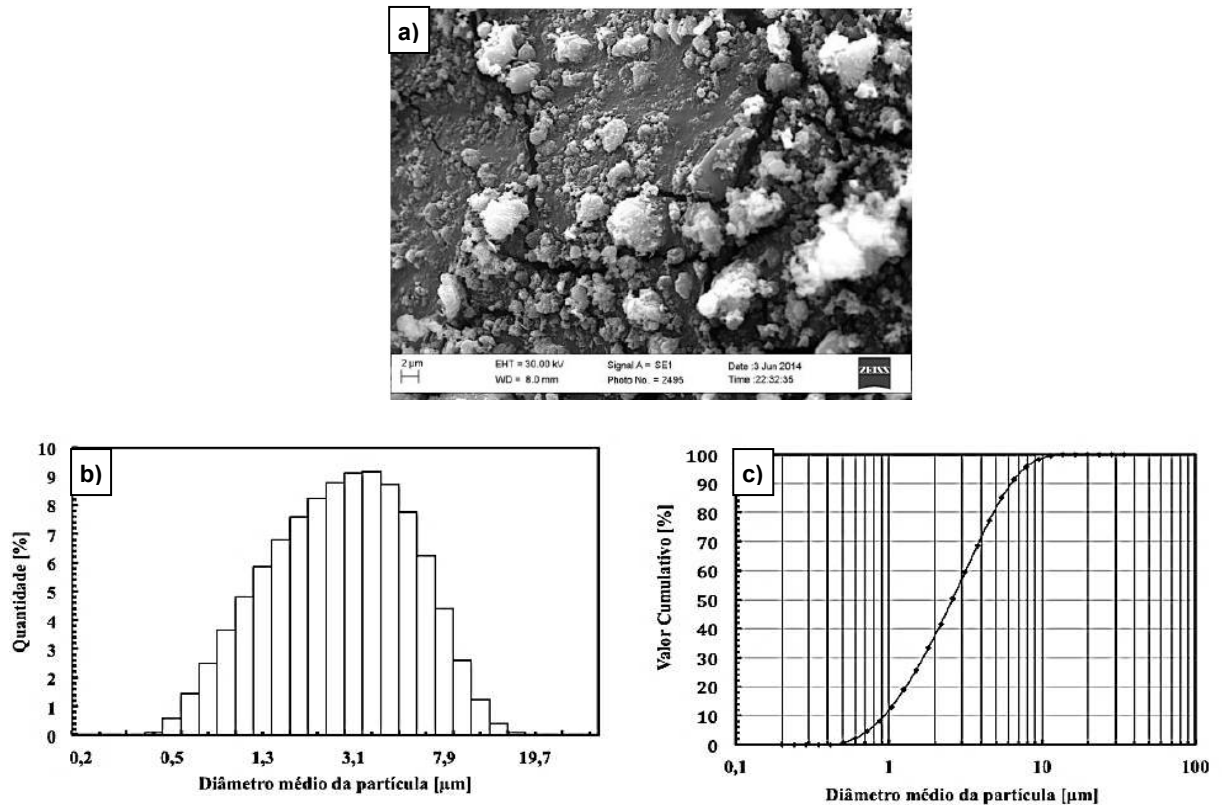 a)
2 µm
EHT = 30.00 kV
Signal A = SE1
Date :3 Jun 2014
ZEISS
WD = 8.0 mm
Photo No. = 2495
Time :22:32:35
b)
Quantidade [%]
10
9
8
7
6
5
4
3
2
1
0
0,2 0,5 1,3 3,1 7,9 19,7
Diâmetro médio da partícula [µm]
c)
Valor Cumulativo [%]
100
90
80
70
60
50
40
30
20
10
0
0,1 1 10 100
Diâmetro médio da partícula [µm]